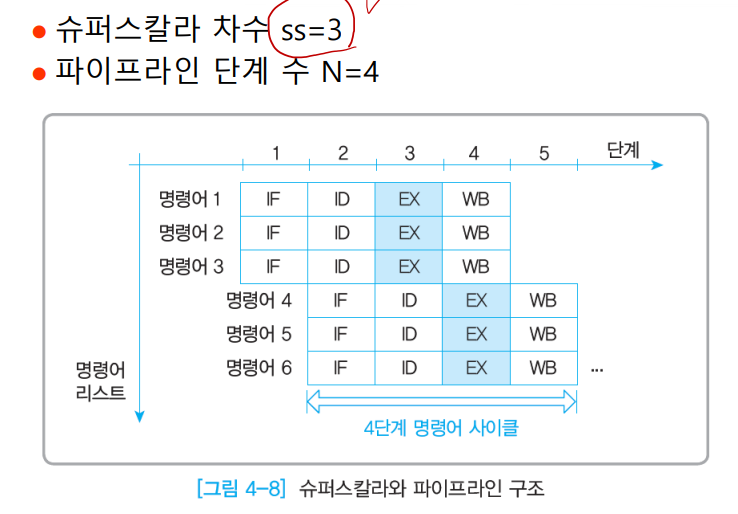 ● 슈퍼스칼라 차수 ss=3
● 파이프라인 단계 수 N=4
1 2 3 4 5 단계
명령어 1 IF ID EX WB
명령어 2 IF ID EX WB
명령어 3 IF ID EX WB
명령어 4 IF ID EX WB
명령어 5 IF ID EX WB
명령어 6 IF ID EX WB ...
명령어
리스트
4단계 명령어 사이클
[그림 4-8] 슈퍼스칼라와 파이프라인 구조